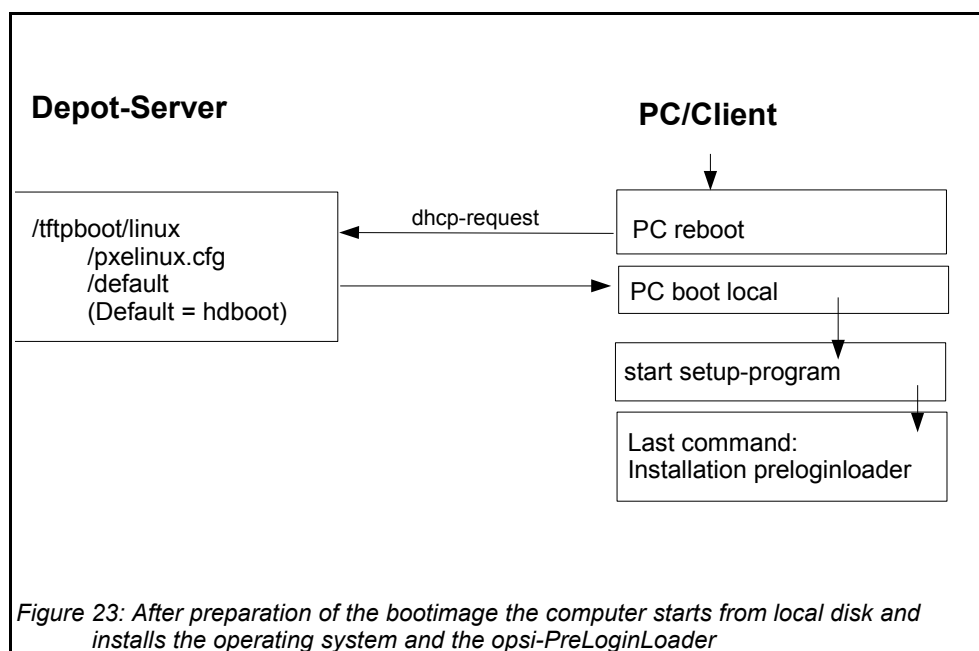 Depot-Server
PC/Client
/tftpboot/linux
/pxelinux.cfg
/default
(Default = hdboot)
dhcp-request
PC reboot
PC boot local
start setup-program
Last command:
Installation preloginloader
Figure 23: After preparation of the bootimage the computer starts from local disk and
installs the operating system and the opsi-PreLoginLoader